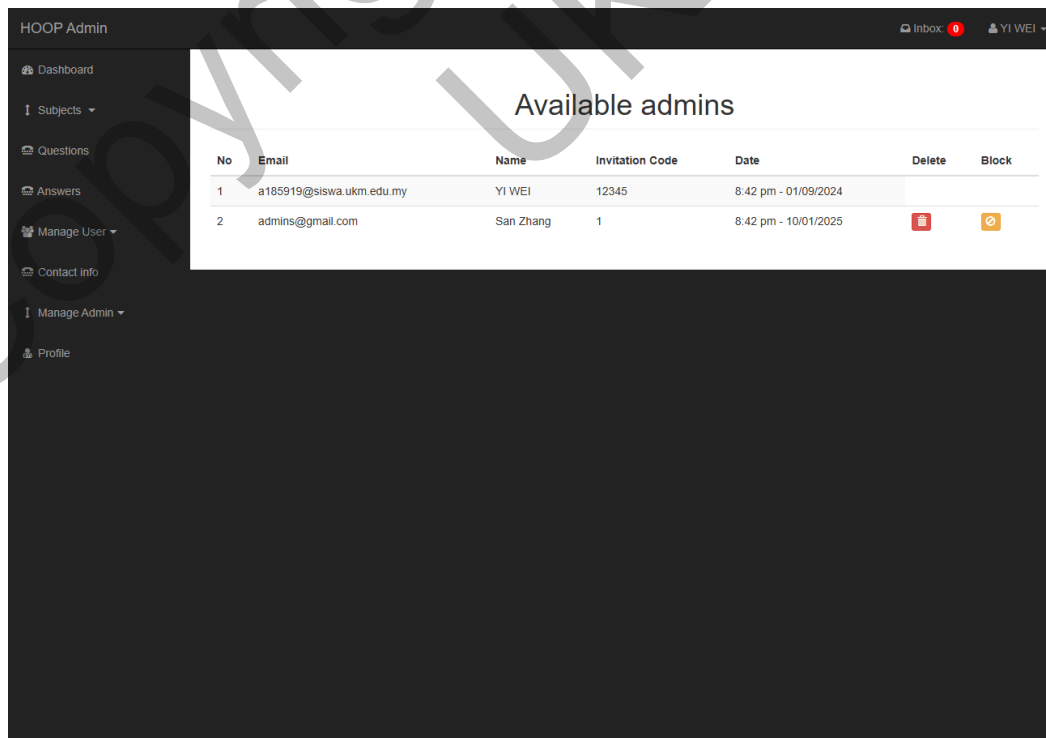 HOOP Admin
Inbox: 0
YI WEI
Dashboard
Subjects
Questions
Answers
Manage User
Contact info
Manage Admin
Profile
Available admins
No Email Name Invitation Code Date Delete Block
1 a185919@siswa.ukm.edu.my YI WEI 12345 8:42 pm - 01/09/2024
2 admins@gmail.com San Zhang 1 8:42 pm - 10/01/2025